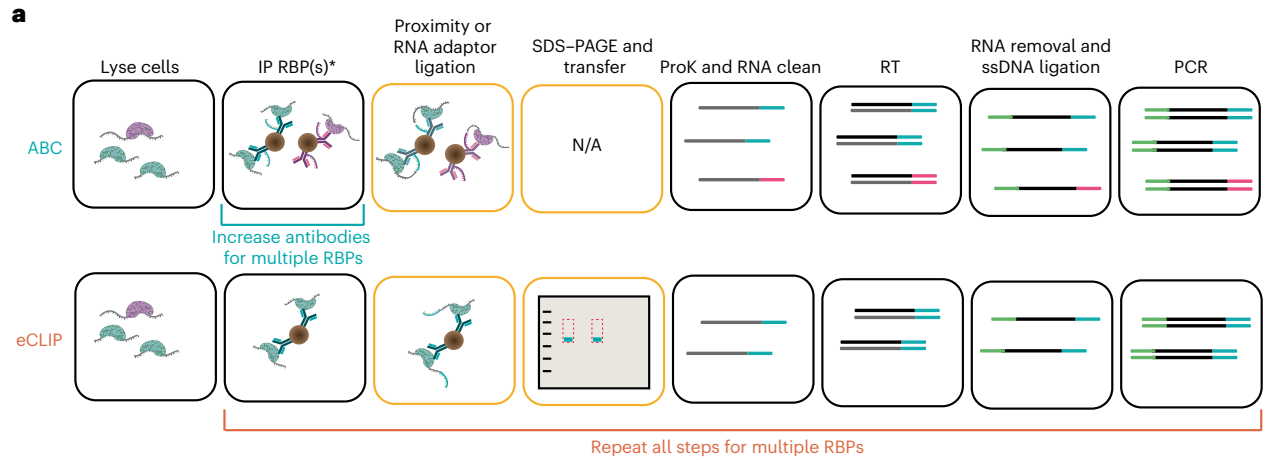 a
Lyse cells
IP RBP(s)*
Proximity or
RNA adaptor
ligation
SDS–PAGE and
transfer
ProK and RNA clean
RT
RNA removal and
ssDNA ligation
PCR
ABC
N/A
Increase antibodies
for multiple RBPs
eCLIP
Repeat all steps for multiple RBPs